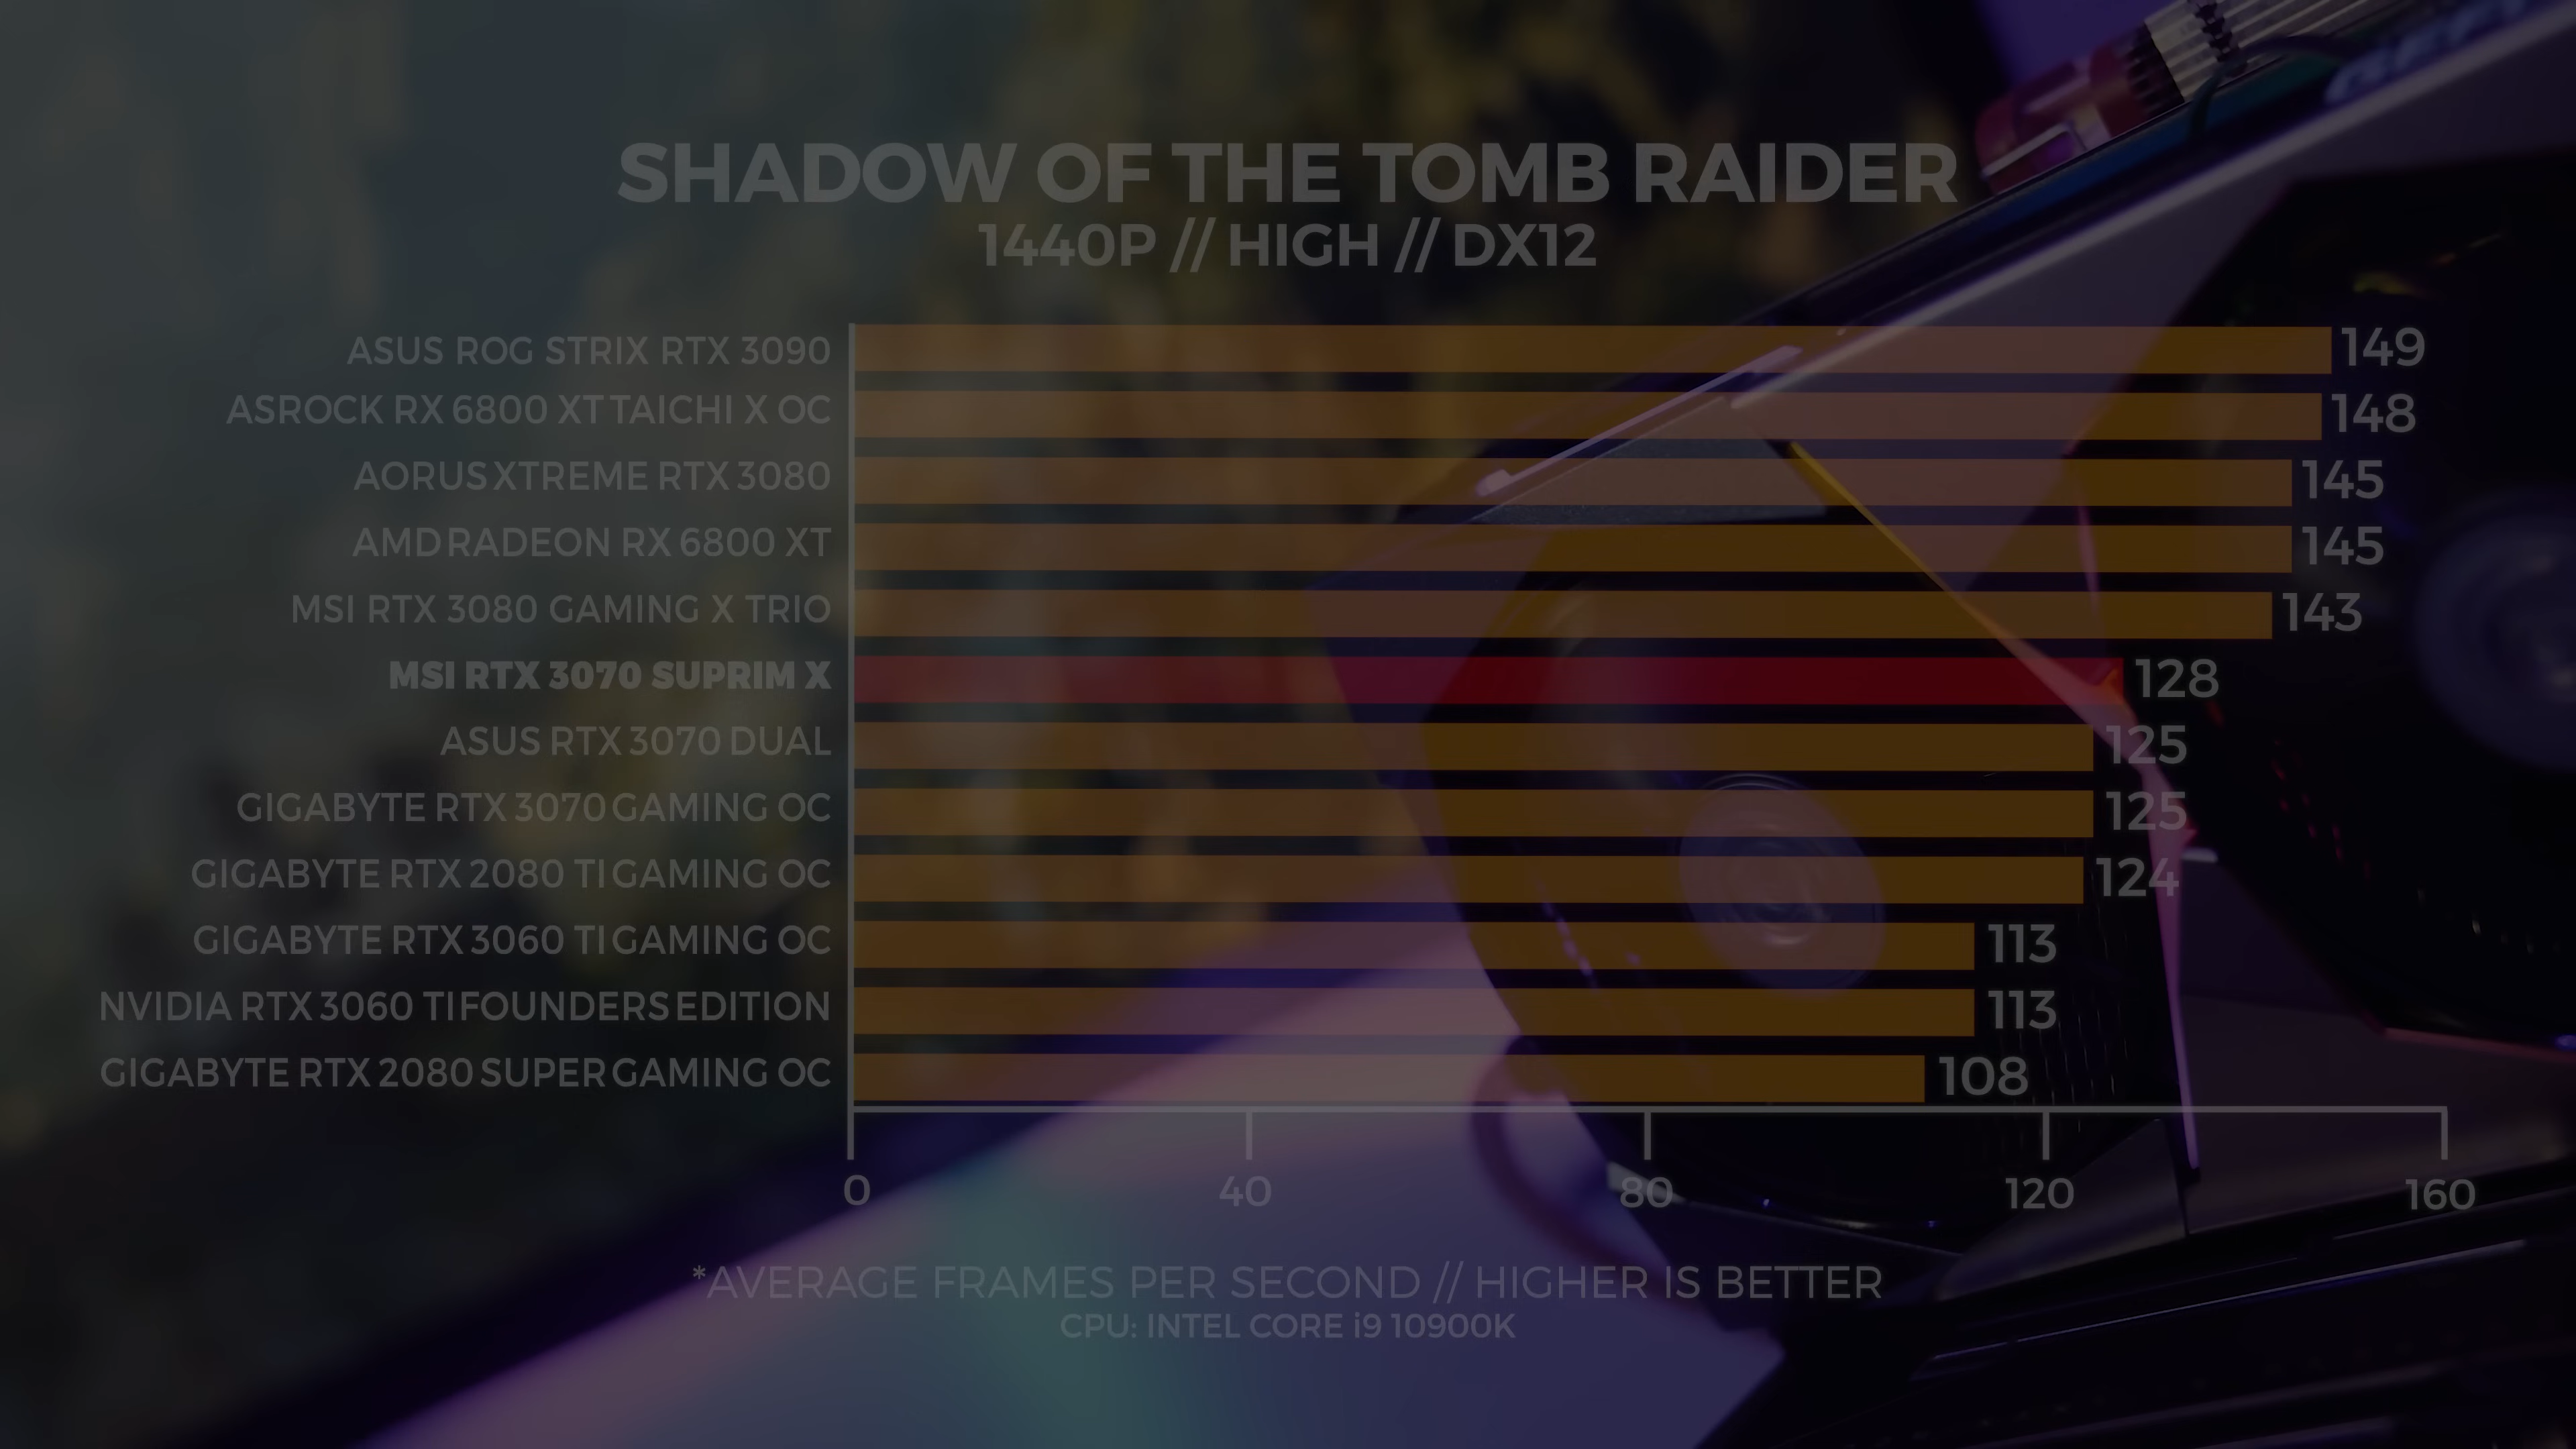 SHADOW OF THE TOMB RAIDER
1440P // HIGH // DX12
ASUS ROG STRIX RTX 3090 149
ASROCK RX 6800 XT TAICHI X OC 148
AORUS XTREME RTX 3080 145
AMD RADEON RX 6800 XT 145
MSI RTX 3080 GAMING X TRIO 143
MSI RTX 3070 SUPRIM X 128
ASUS RTX 3070 DUAL 125
GIGABYTE RTX 3070 GAMING OC 125
GIGABYTE RTX 2080 TI GAMING OC 124
GIGABYTE RTX 3060 TI GAMING OC 113
NVIDIA RTX 3060 TI FOUNDERS EDITION 113
GIGABYTE RTX 2080 SUPER GAMING OC 108
0 40 80 120 160
*AVERAGE FRAMES PER SECOND // HIGHER IS BETTER
CPU: INTEL CORE i9 10900K